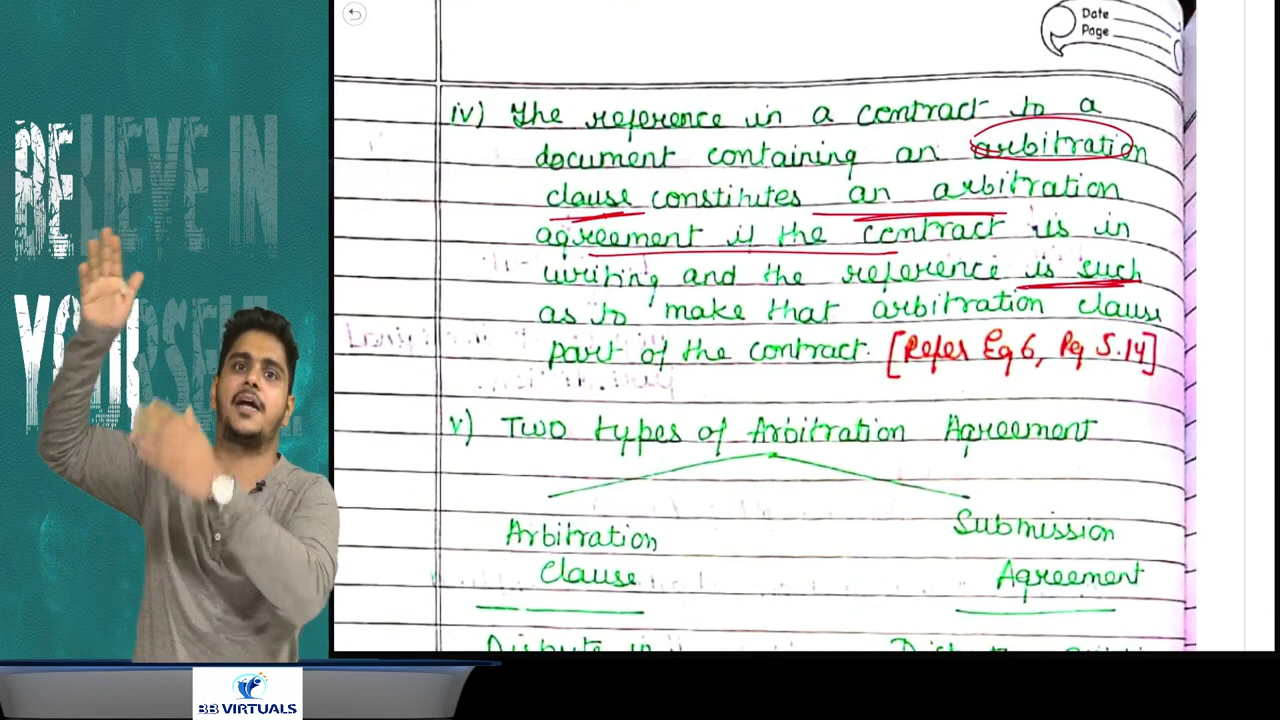 BELIEVE IN
YOURSELF
Date
Page
iv) The reference in a contract to a
document containing an arbitration
clause constitutes an arbitration
agreement if the contract is in
writing and the reference is such
as to make that arbitration clause
part of the contract. [Refer Eg 6, Pg 5.14]
v) Two types of Arbitration Agreement
Arbitration Submission
Clause Agreement
Dispute in
BB VIRTUALS